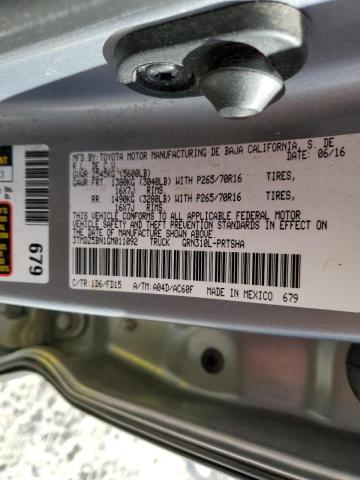 MFD. BY: TOYOTA MOTOR MANUFACTURING DE BAJA CALIFORNIA, S. DE
R.L. DE C.V. 06/16
GVWR 2545KG (5600LB)
GAWR FRT. 1380KG (3040LB) WITH P265/70R16 TIRES,
16X7J RIMS
RR. 1490KG (3280LB) WITH P265/70R16 TIRES,
16X7J RIMS
THIS VEHICLE CONFORMS TO ALL APPLICABLE FEDERAL MOTOR
VEHICLE SAFETY AND THEFT PREVENTION STANDARDS IN EFFECT ON
THE DATE OF MANUFACTURE SHOWN ABOVE.
TRUCK GRN310L-PRTSHA
C/TR: 1D6/FD15 A/TM: A04D/AC60F MADE IN MEXICO 679
679